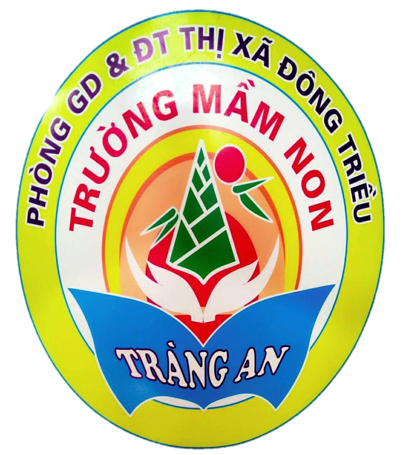 PHÒNG GD & ĐT THỊ XÃ ĐÔNG TRIỀU
TRƯỜNG MẦM NON
TRÀNG AN